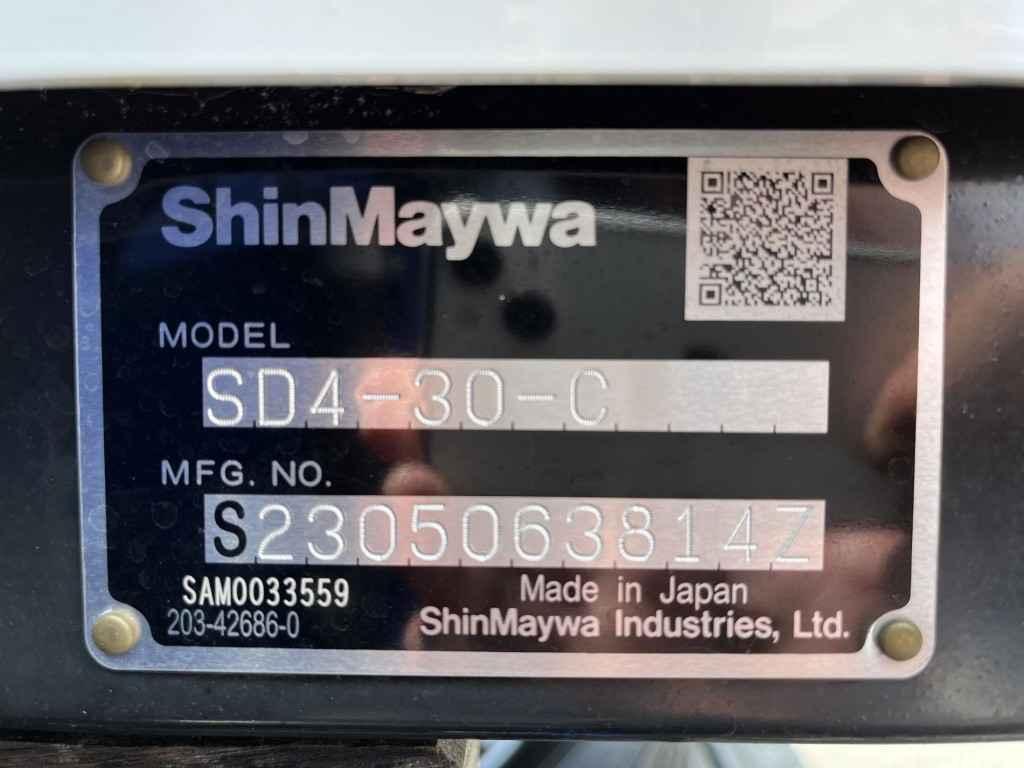 ShinMaywa
MODEL
SD4-30-C
MFG. NO.
S2305063814Z
SAM0033559
Made in Japan
203-42686-0
ShinMaywa Industries, Ltd.